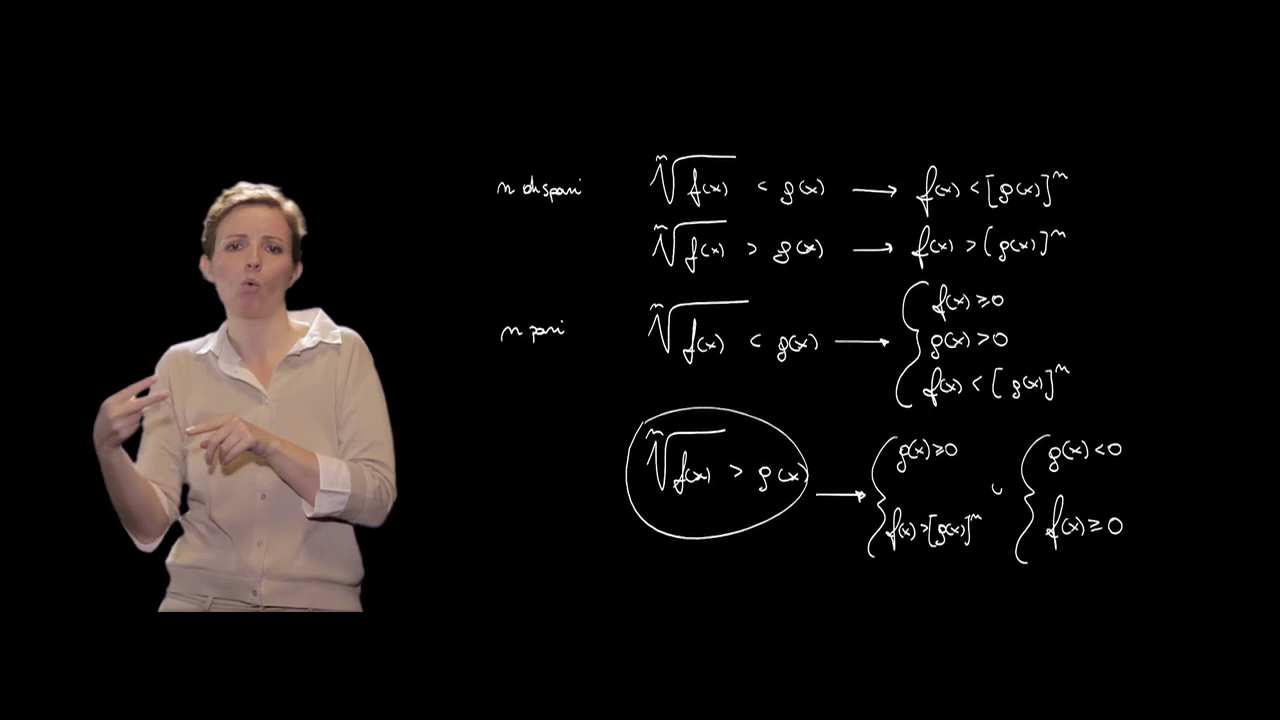 n dispari ⁿ√f(x) < g(x) → f(x) < [g(x)]ⁿ
ⁿ√f(x) > g(x) → f(x) > [g(x)]ⁿ
n pari ⁿ√f(x) < g(x) → { f(x) ≥ 0
g(x) > 0
f(x) < [g(x)]ⁿ
ⁿ√f(x) > g(x) → { g(x) ≥ 0 ∪ { g(x) < 0
f(x) > [g(x)]ⁿ f(x) ≥ 0